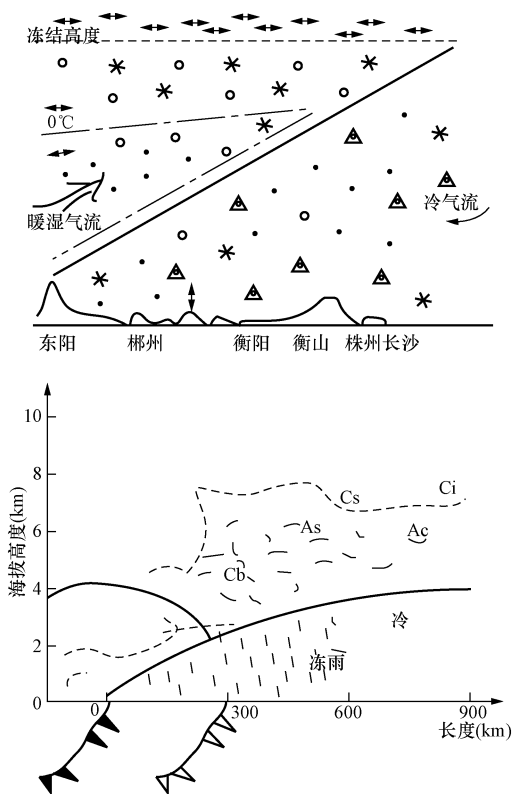 冻结高度
0℃
暖湿气流
冷气流
东阳 郴州 衡阳 衡山 株州长沙
海拔高度(km)
10
8
6
4
2
0
Cs
Ci
As
Ac
Cb
冷
冻雨
0 300 600 900
长度(km)